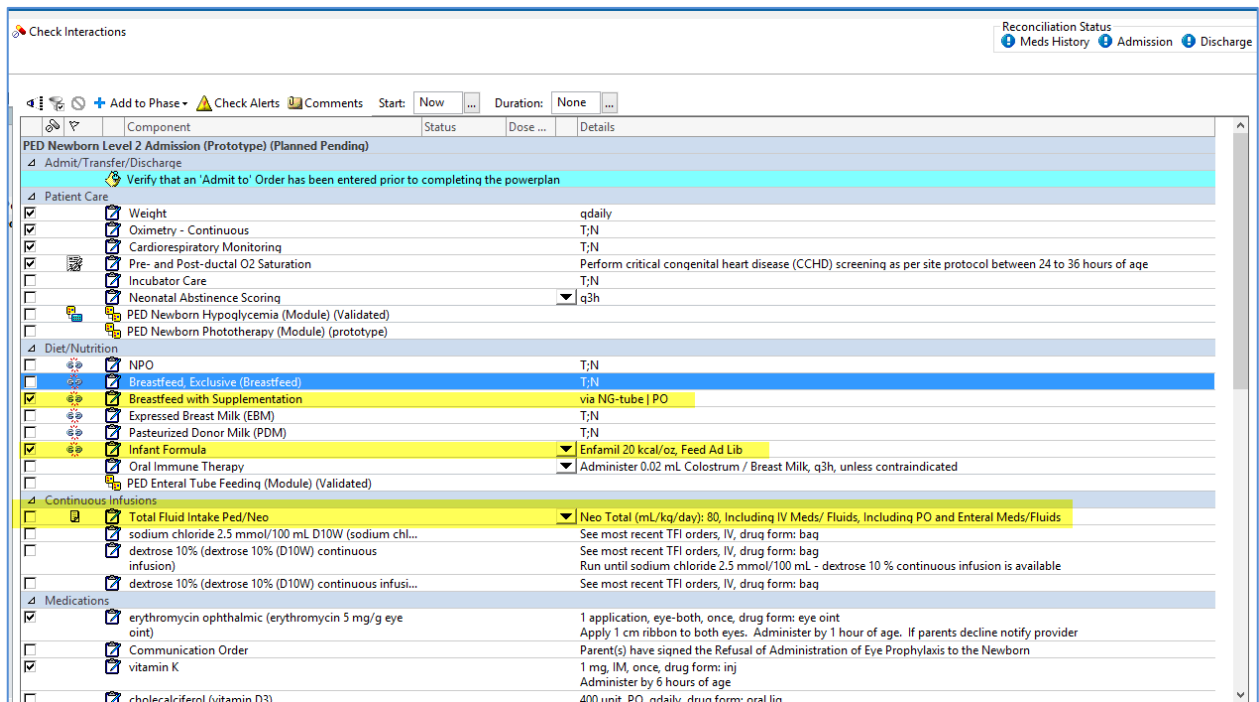 Check Interactions
Reconciliation Status
Meds History Admission Discharge
Add to Phase Check Alerts Comments Start: Now ... Duration: None ...
Component Status Dose ... Details
PED Newborn Level 2 Admission (Prototype) (Planned Pending)
Admit/Transfer/Discharge
Verify that an 'Admit to' Order has been entered prior to completing the powerplan
Patient Care
Weight qdaily
Oximetry - Continuous T;N
Cardiorespiratory Monitoring T;N
Pre- and Post-ductal O2 Saturation Perform critical congenital heart disease (CCHD) screening as per site protocol between 24 to 36 hours of age
Incubator Care T;N
Neonatal Abstinence Scoring q3h
PED Newborn Hypoglycemia (Module) (Validated)
PED Newborn Phototherapy (Module) (prototype)
Diet/Nutrition
NPO T;N
Breastfeed, Exclusive (Breastfeed) T;N
Breastfeed with Supplementation via NG-tube | PO
Expressed Breast Milk (EBM) T;N
Pasteurized Donor Milk (PDM) T;N
Infant Formula Enfamil 20 kcal/oz, Feed Ad Lib
Oral Immune Therapy Administer 0.02 mL Colostrum / Breast Milk, q3h, unless contraindicated
PED Enteral Tube Feeding (Module) (Validated)
Continuous Infusions
Total Fluid Intake Ped/Neo Neo Total (mL/kg/day): 80, Including IV Meds/ Fluids, Including PO and Enteral Meds/Fluids
sodium chloride 2.5 mmol/100 mL D10W (sodium chl... See most recent TFI orders, IV, drug form: bag
dextrose 10% (dextrose 10% (D10W) continuous See most recent TFI orders, IV, drug form: bag
infusion) Run until sodium chloride 2.5 mmol/100 mL - dextrose 10 % continuous infusion is available
dextrose 10% (dextrose 10% (D10W) continuous infusi... See most recent TFI orders, IV, drug form: bag
Medications
erythromycin ophthalmic (erythromycin 5 mg/g eye 1 application, eye-both, once, drug form: eye oint
oint) Apply 1 cm ribbon to both eyes. Administer by 1 hour of age. If parents decline notify provider
Communication Order Parent(s) have signed the Refusal of Administration of Eye Prophylaxis to the Newborn
vitamin K 1 mg, IM, once, drug form: inj
Administer by 6 hours of age
cholecalciferol (vitamin D3) 400 unit, PO, qdaily, drug form: oral liq